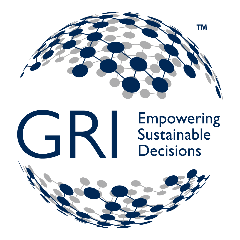 ™
GRI
Empowering
Sustainable
Decisions